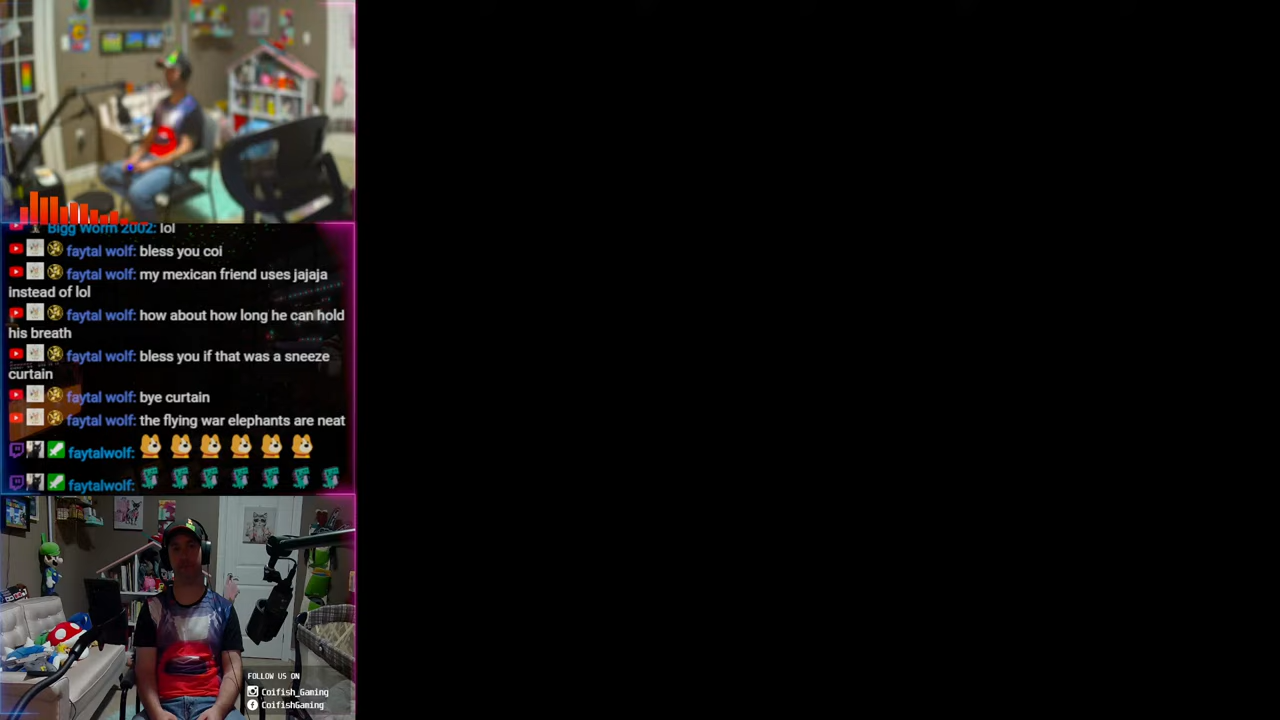 Bigg Worm 2002: lol
faytal wolf: bless you coi
faytal wolf: my mexican friend uses jajaja
instead of lol
faytal wolf: how about how long he can hold
his breath
faytal wolf: bless you if that was a sneeze
curtain
faytal wolf: bye curtain
faytal wolf: the flying war elephants are neat
faytalwolf:
faytalwolf:
FOLLOW US ON
Coifish_Gaming
CoifishGaming